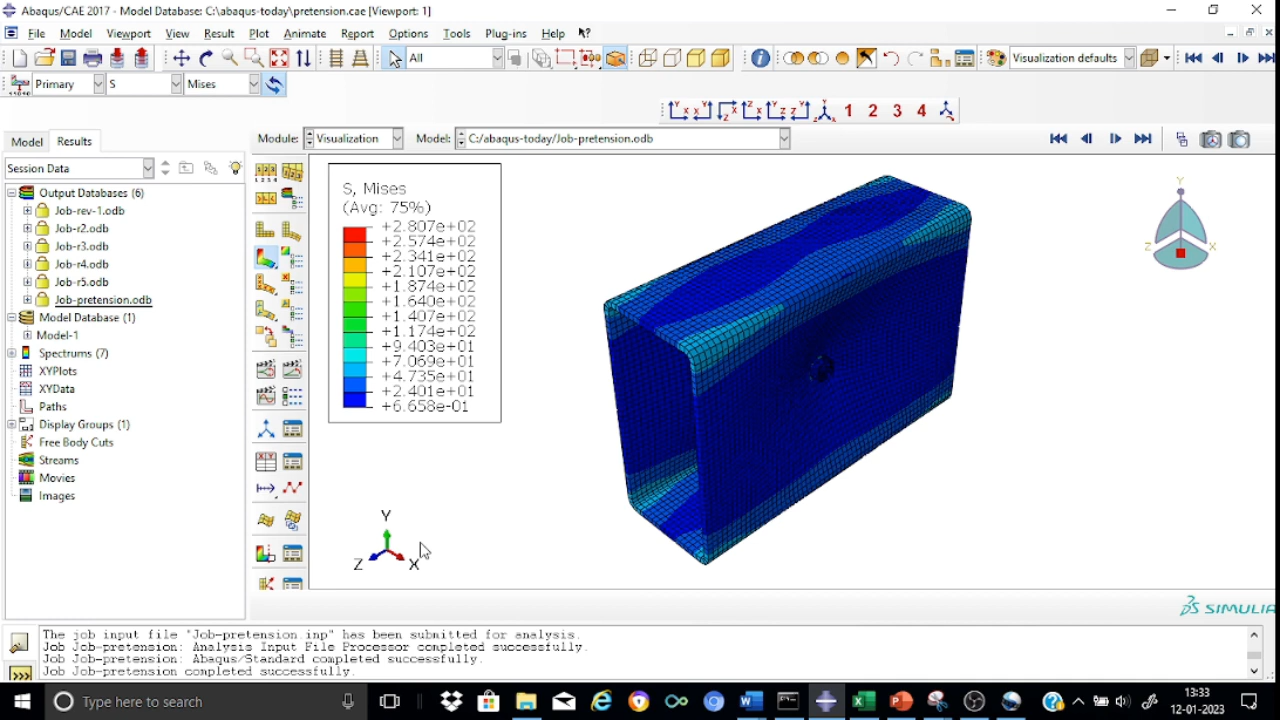 Abaqus/CAE 2017 - Model Database: C:\abaqus-today\pretension.cae [Viewport: 1]
File Model Viewport View Result Plot Animate Report Options Tools Plug-ins Help
All
Visualization defaults
Primary S Mises
1 2 3 4
Model Results
Module: Visualization Model: C:/abaqus-today/Job-pretension.odb
Session Data
Output Databases (6)
Job-rev-1.odb
Job-r2.odb
Job-r3.odb
Job-r4.odb
Job-r5.odb
Job-pretension.odb
Model Database (1)
Model-1
Spectrums (7)
XYPlots
XYData
Paths
Display Groups (1)
Free Body Cuts
Streams
Movies
Images
S, Mises
(Avg: 75%)
+2.807e+02
+2.574e+02
+2.341e+02
+2.107e+02
+1.874e+02
+1.640e+02
+1.407e+02
+1.174e+02
+9.403e+01
+7.069e+01
+4.735e+01
+2.401e+01
+6.658e-01
Y
Z X
Y
Z X
SIMULIA
The job input file "Job-pretension.inp" has been submitted for analysis.
Job Job-pretension: Analysis Input File Processor completed successfully.
Job Job-pretension: Abaqus/Standard completed successfully.
Job Job-pretension completed successfully.
Type here to search
13:33
12-01-2023